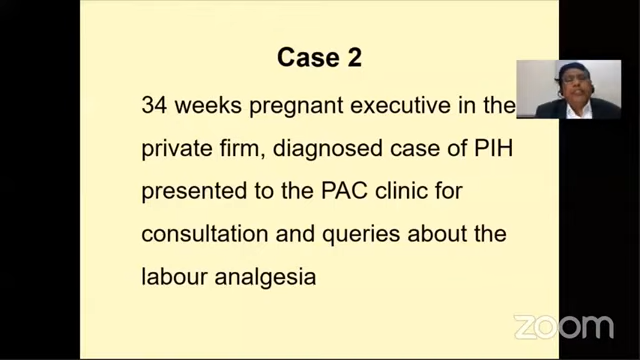 Case 2
34 weeks pregnant executive in the
private firm, diagnosed case of PIH
presented to the PAC clinic for
consultation and queries about the
labour analgesia
zoom